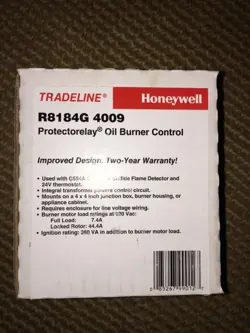 TRADELINE® Honeywell
R8184G 4009
Protectorelay® Oil Burner Control
Improved Design. Two-Year Warranty!
• Used with C554A Sulfide Flame Detector and
24V thermostat.
• Integral transformer powers control circuit.
• Mounts on a 4 x 4 inch junction box, burner housing, or
appliance cabinet.
• Requires enclosure for line voltage wiring.
• Burner motor load ratings at 120 Vac:
Full Load: 7.4A
Locked Rotor: 44.4A
• Ignition rating: 360 VA in addition to burner motor load.